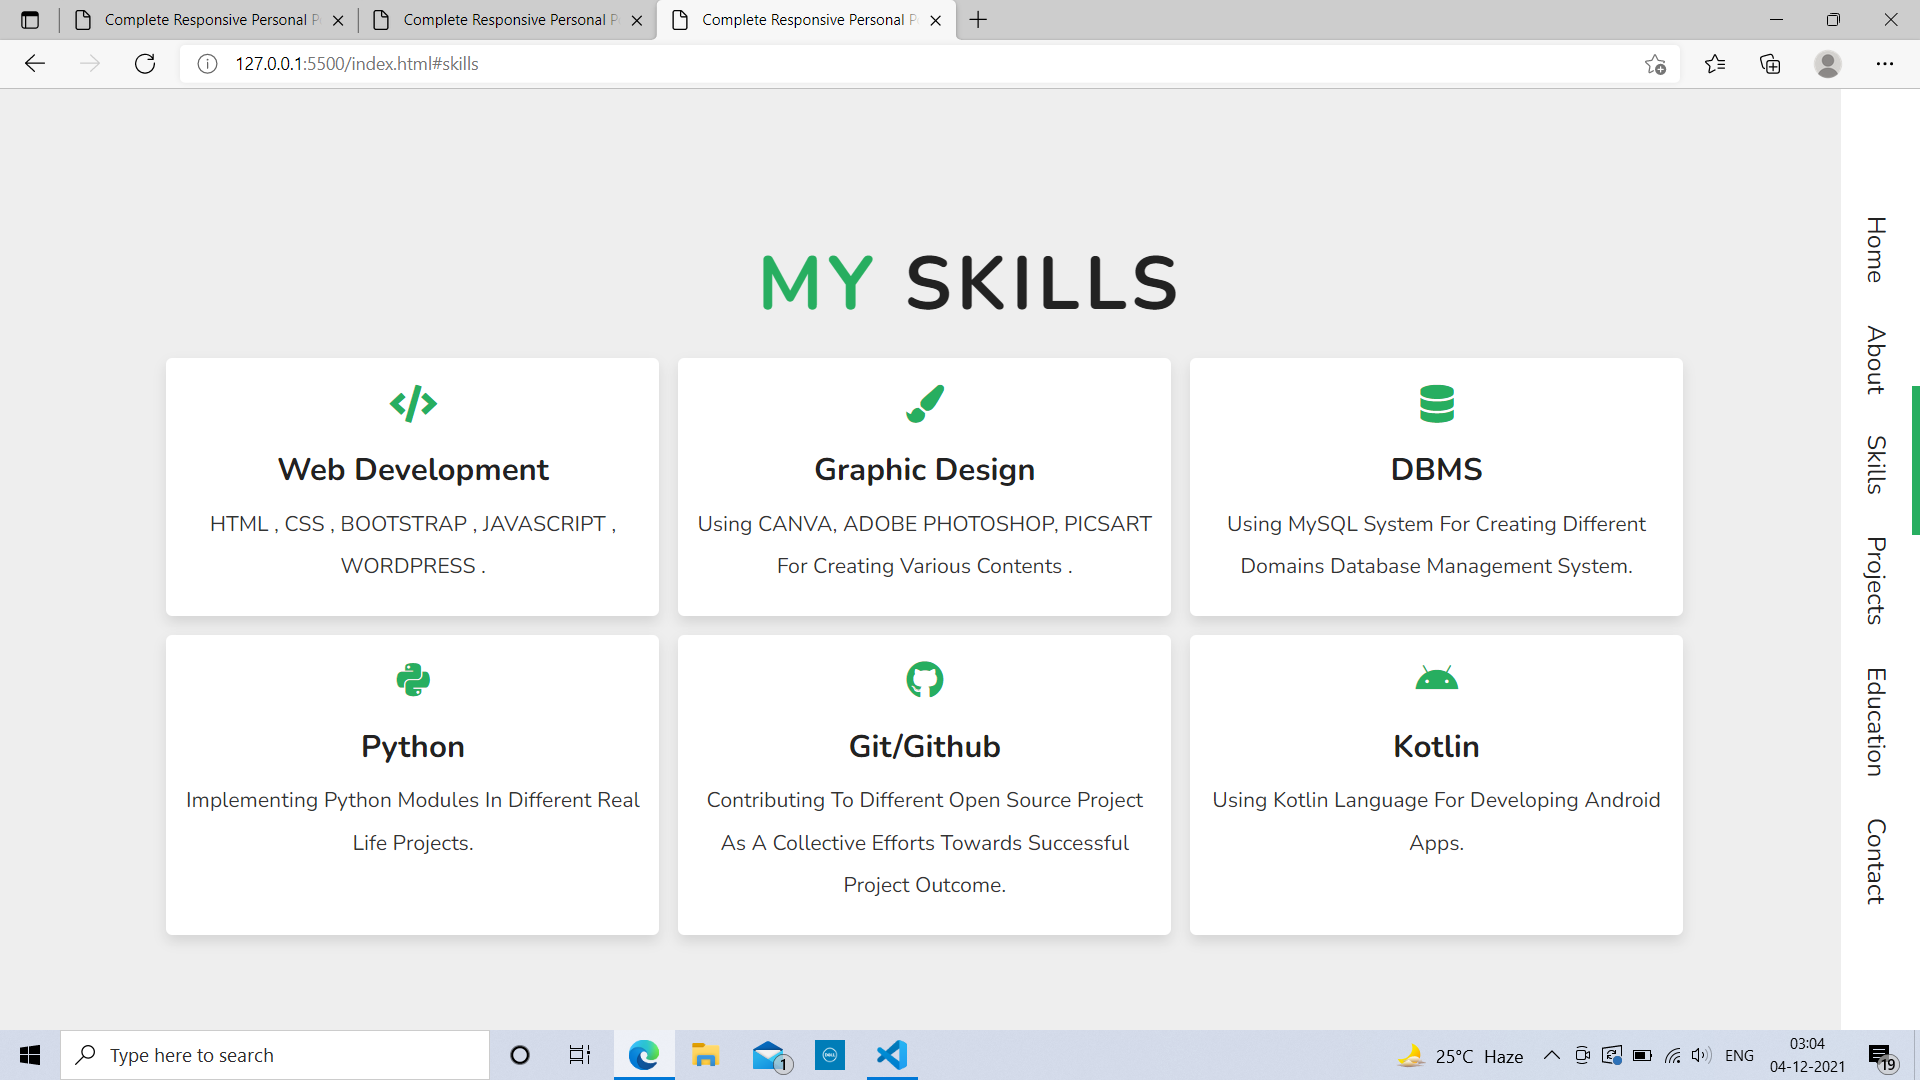 Complete Responsive Personal P
Complete Responsive Personal P
Complete Responsive Personal P
127.0.0.1:5500/index.html#skills
MY SKILLS
Web Development
HTML , CSS , BOOTSTRAP , JAVASCRIPT ,
WORDPRESS .
Graphic Design
Using CANVA, ADOBE PHOTOSHOP, PICSART
For Creating Various Contents .
DBMS
Using MySQL System For Creating Different
Domains Database Management System.
Python
Implementing Python Modules In Different Real
Life Projects.
Git/Github
Contributing To Different Open Source Project
As A Collective Efforts Towards Successful
Project Outcome.
Kotlin
Using Kotlin Language For Developing Android
Apps.
Home
About
Skills
Projects
Education
Contact
Type here to search
1
DELL
25°C Haze
ENG
03:04
04-12-2021
19